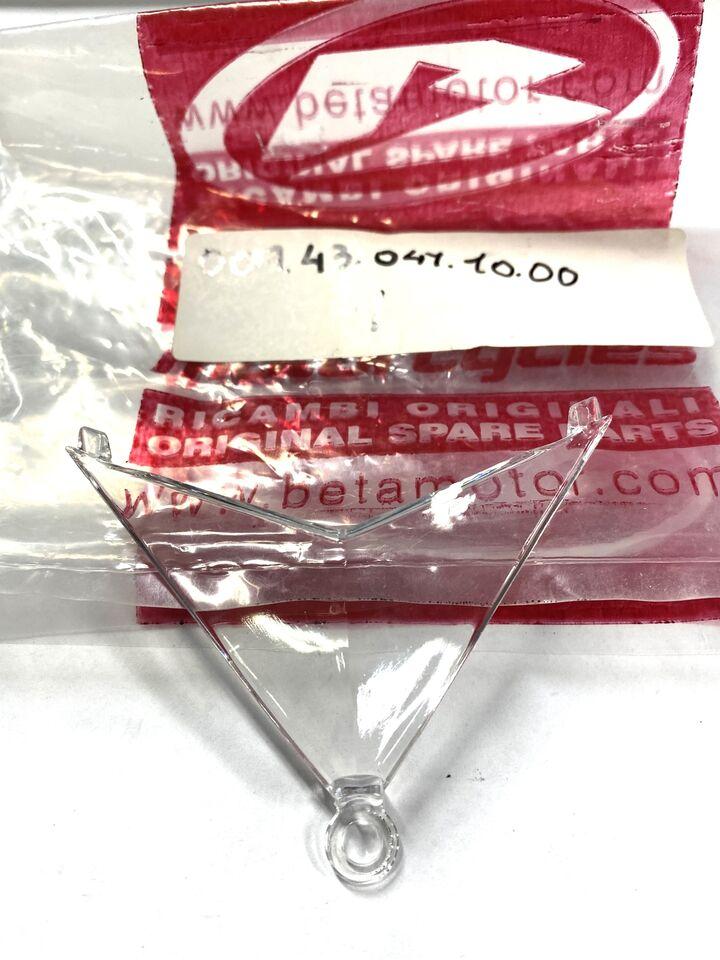 www.betamotor.com
ORIGINAL SPARE PARTS
RICAMBI ORIGINALI
.43.041.10.00
RICAMBI ORIGINALI
ORIGINAL SPARE PARTS
www.betamotor.com